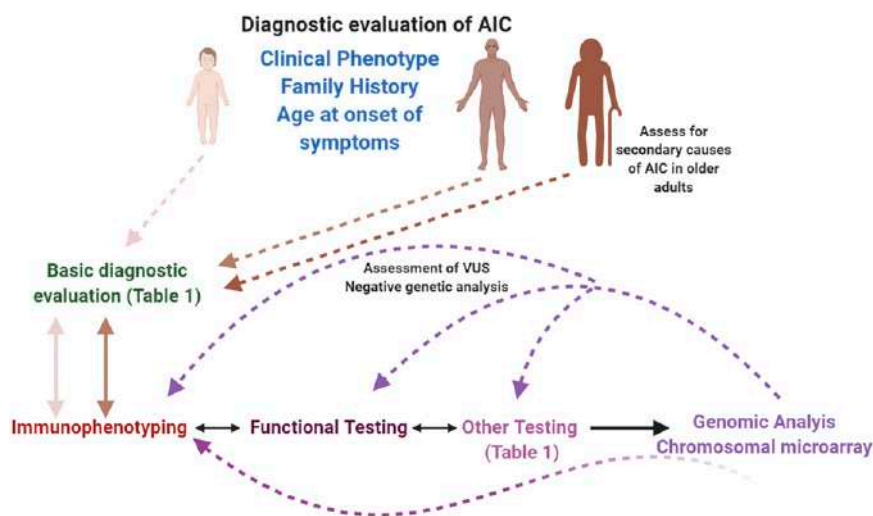 Diagnostic evaluation of AIC
Clinical Phenotype
Family History
Age at onset of
symptoms
Assess for
secondary causes
of AIC in older
adults
Basic diagnostic
evaluation (Table 1)
Assessment of VUS
Negative genetic analysis
Immunophenotyping
Functional Testing
Other Testing
(Table 1)
Genomic Analyis
Chromosomal microarray